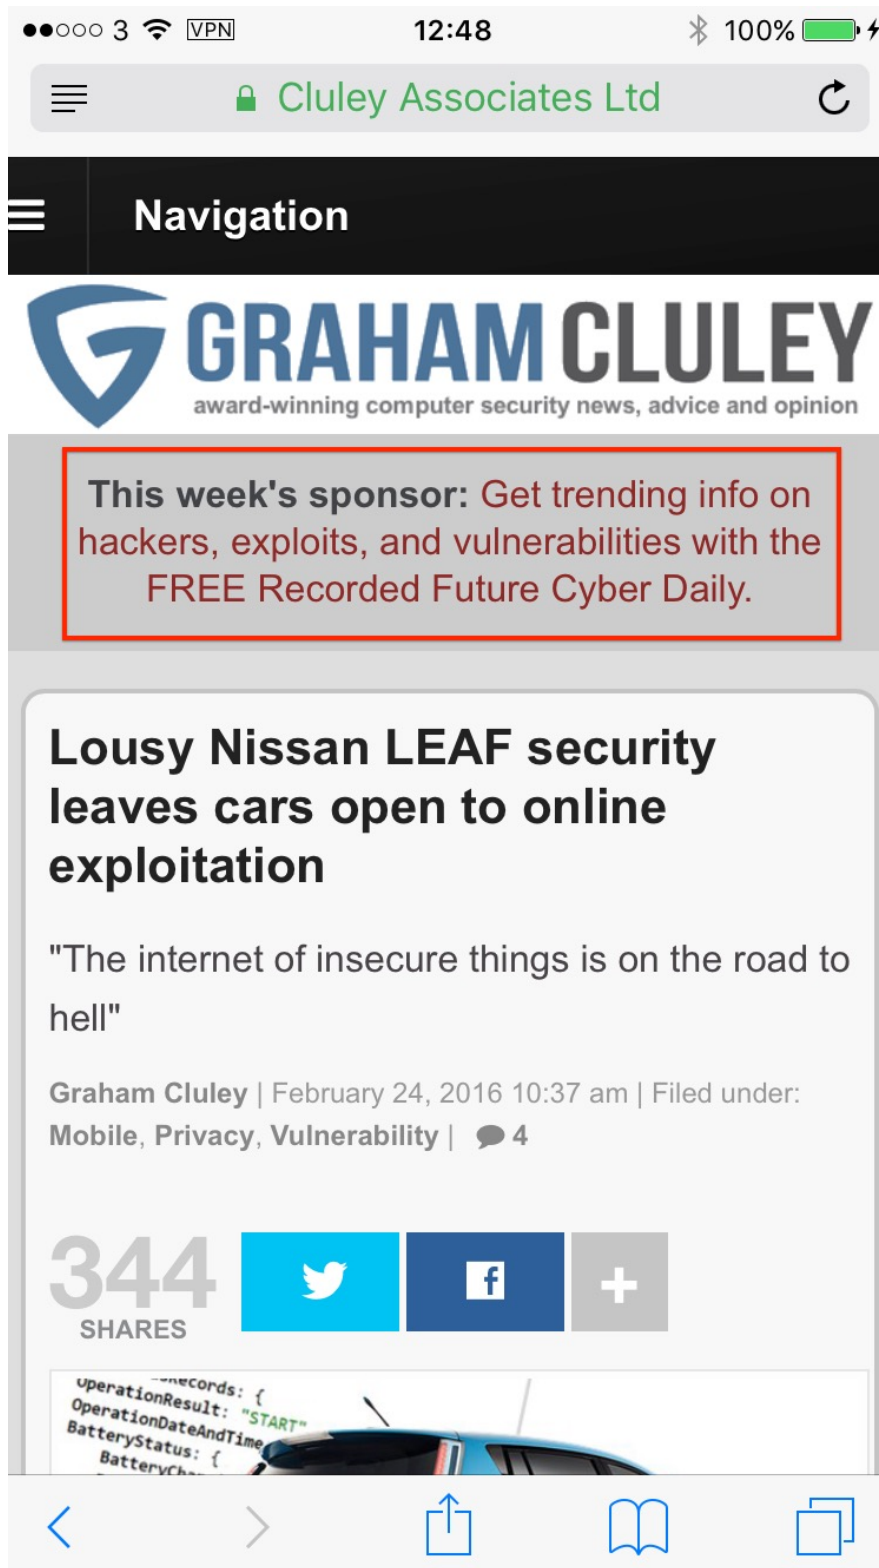 3 VPN 12:48 100%
Cluley Associates Ltd
Navigation
GRAHAM CLULEY
award-winning computer security news, advice and opinion
This week's sponsor: Get trending info on
hackers, exploits, and vulnerabilities with the
FREE Recorded Future Cyber Daily.
Lousy Nissan LEAF security
leaves cars open to online
exploitation
"The internet of insecure things is on the road to
hell"
Graham Cluley | February 24, 2016 10:37 am | Filed under:
Mobile, Privacy, Vulnerability | 4
344
SHARES
OperationResult: "START"
OperationDateAndTime
BatteryStatus: {